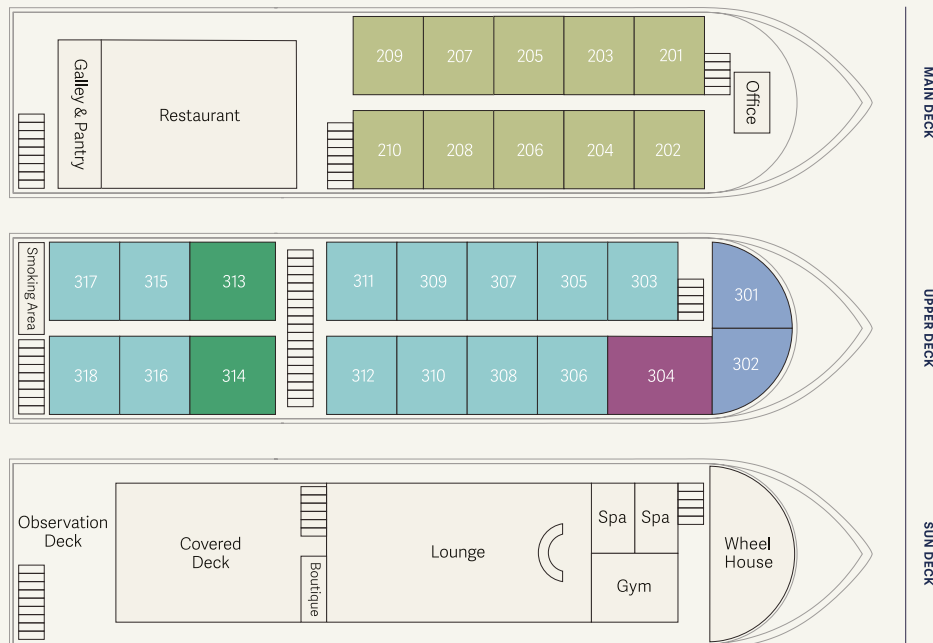 MAIN DECK
209
207
205
203
201
Galley & Pantry
Restaurant
Office
210
208
206
204
202
UPPER DECK
Smoking Area
317
315
313
311
309
307
305
303
301
318
316
314
312
310
308
306
304
302
SUN DECK
Observation
Deck
Covered
Deck
Boutique
Lounge
Spa
Spa
Gym
Wheel
House